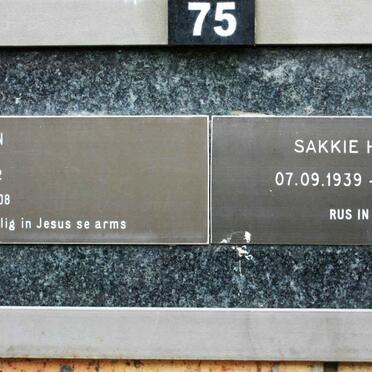 75
N
2
08
lig in Jesus se arms
SAKKIE H
07.09.1939 -
RUS IN